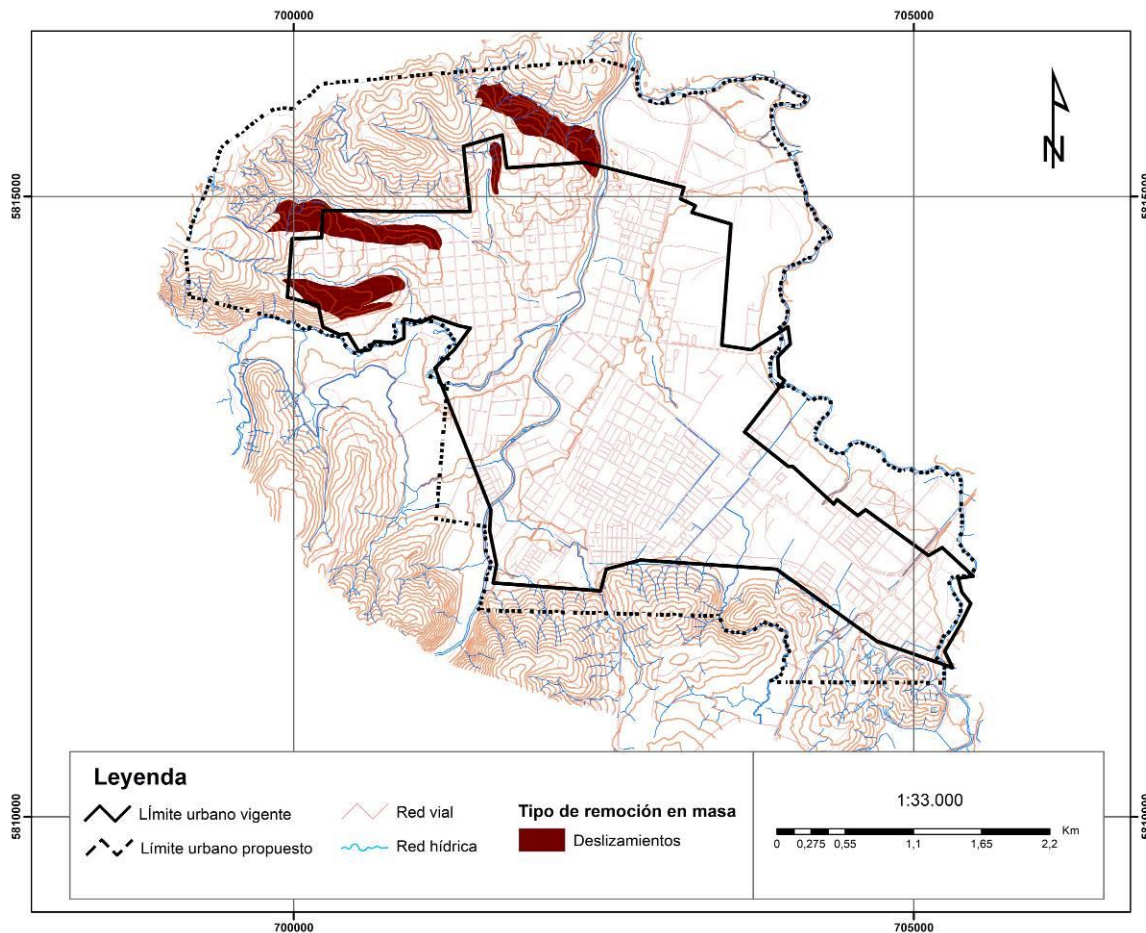 700000 705000
5815000 5815000
N
Leyenda
Límite urbano vigente
Límite urbano propuesto
Red vial
Red hídrica
Tipo de remoción en masa
Deslizamientos
1:33.000
Km
0 0,275 0,55 1,1 1,65 2,2
5810000 5810000
700000 705000